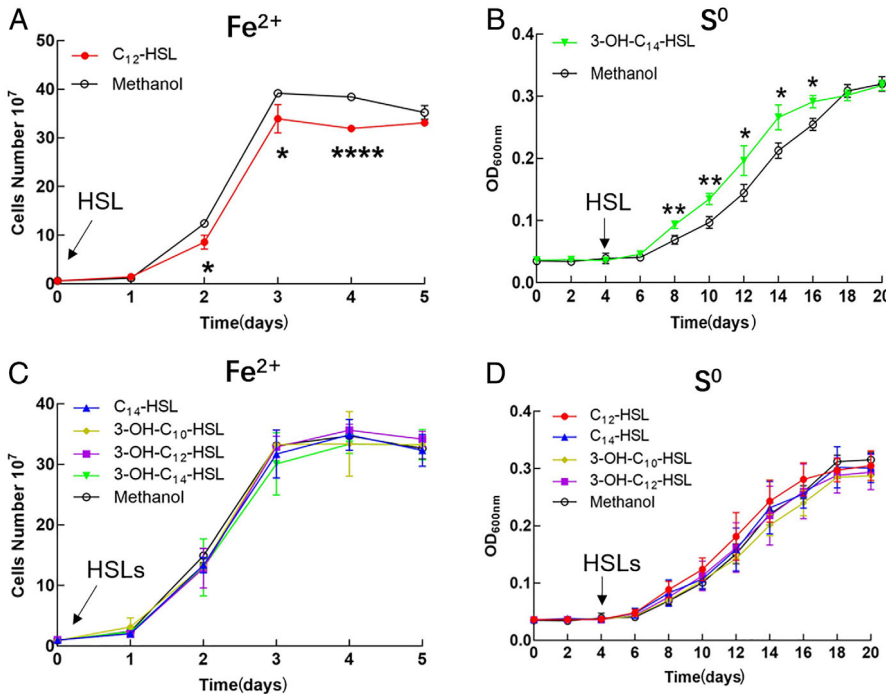 A
Fe²⁺
C₁₂-HSL
Methanol
Cells Number 10⁷
50
40
30
20
10
0
HSL
*
*
****
0 1 2 3 4 5
Time(days)
B
S⁰
3-OH-C₁₄-HSL
Methanol
OD₆₀₀ₙₘ
0.4
0.3
0.2
0.1
0.0
HSL
**
**
*
*
*
0 2 4 6 8 10 12 14 16 18 20
Time(days)
C
Fe²⁺
C₁₄-HSL
3-OH-C₁₀-HSL
3-OH-C₁₂-HSL
3-OH-C₁₄-HSL
Methanol
Cells Number 10⁷
40
30
20
10
0
HSLs
0 1 2 3 4 5
Time(days)
D
S⁰
C₁₂-HSL
C₁₄-HSL
3-OH-C₁₀-HSL
3-OH-C₁₂-HSL
Methanol
OD₆₀₀ₙₘ
0.4
0.3
0.2
0.1
0.0
HSLs
0 2 4 6 8 10 12 14 16 18 20
Time(days)